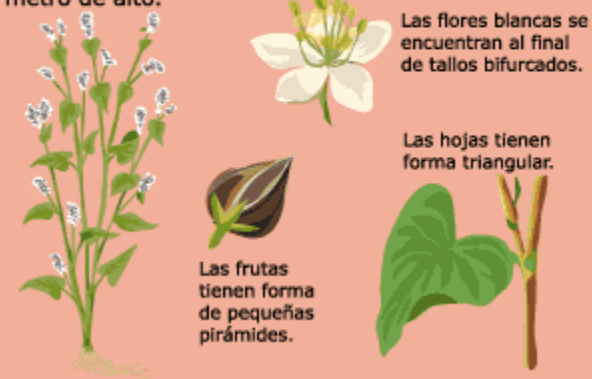 metro de alto.
Las flores blancas se
encuentran al final
de tallos bifurcados.
Las hojas tienen
forma triangular.
Las frutas
tienen forma
de pequeñas
pirámides.